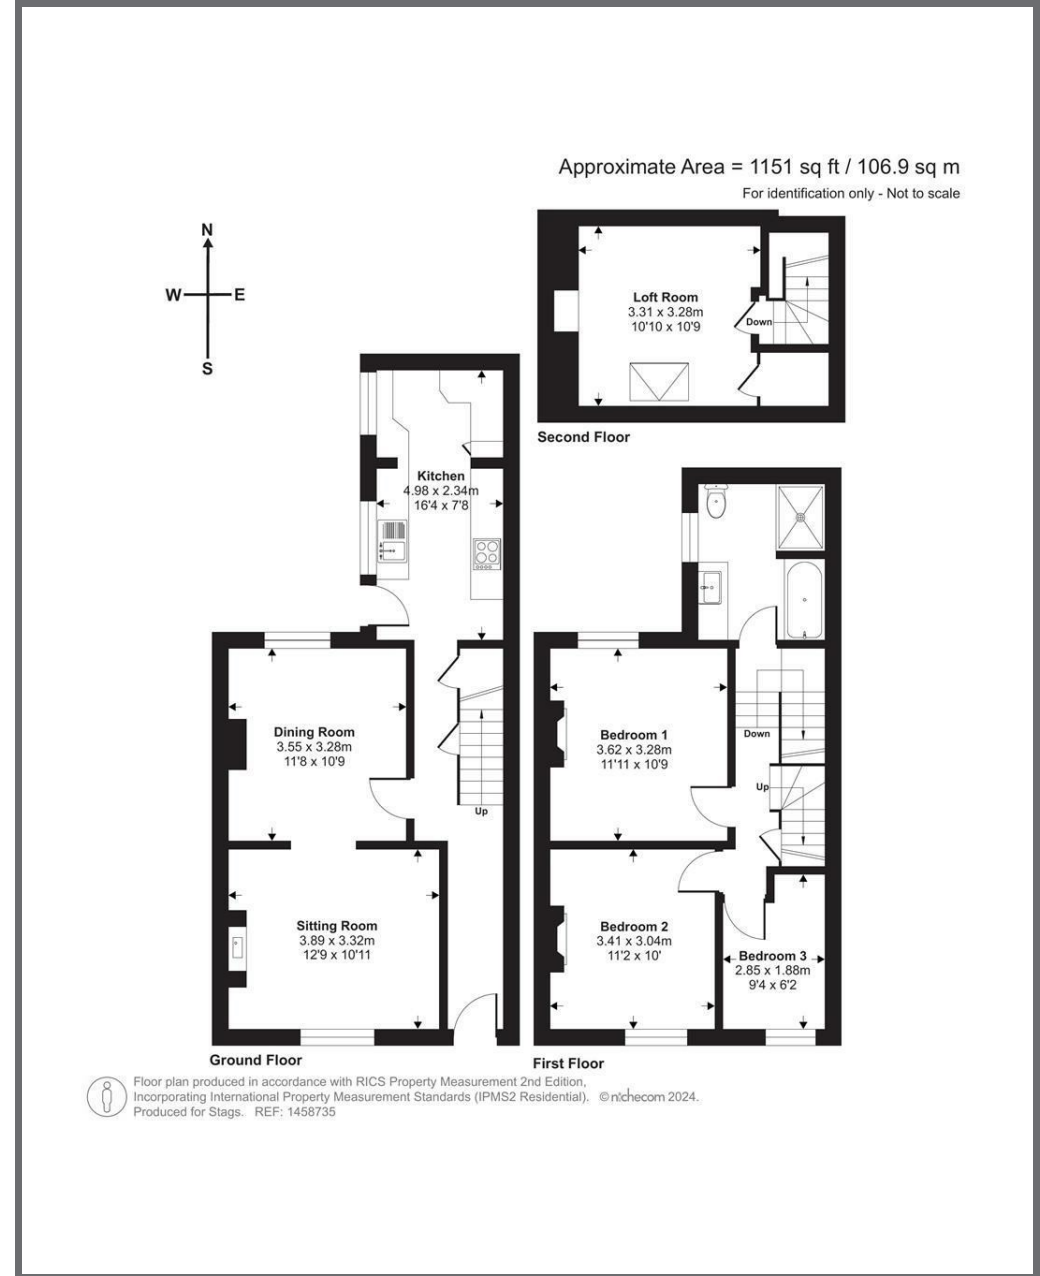 Approximate Area = 1151 sq ft / 106.9 sq m
For identification only - Not to scale
N
W E
S
Loft Room
3.31 x 3.28m
10'10 x 10'9
Down
Second Floor
Kitchen
4.98 x 2.34m
16'4 x 7'8
Dining Room
3.55 x 3.28m
11'8 x 10'9
Up
Sitting Room
3.89 x 3.32m
12'9 x 10'11
Ground Floor
Bedroom 1
3.62 x 3.28m
11'11 x 10'9
Down
Up
Bedroom 2
3.41 x 3.04m
11'2 x 10'
Bedroom 3
2.85 x 1.88m
9'4 x 6'2
First Floor
Floor plan produced in accordance with RICS Property Measurement 2nd Edition,
Incorporating International Property Measurement Standards (IPMS2 Residential). © nichecom 2024.
Produced for Stags. REF: 1458735